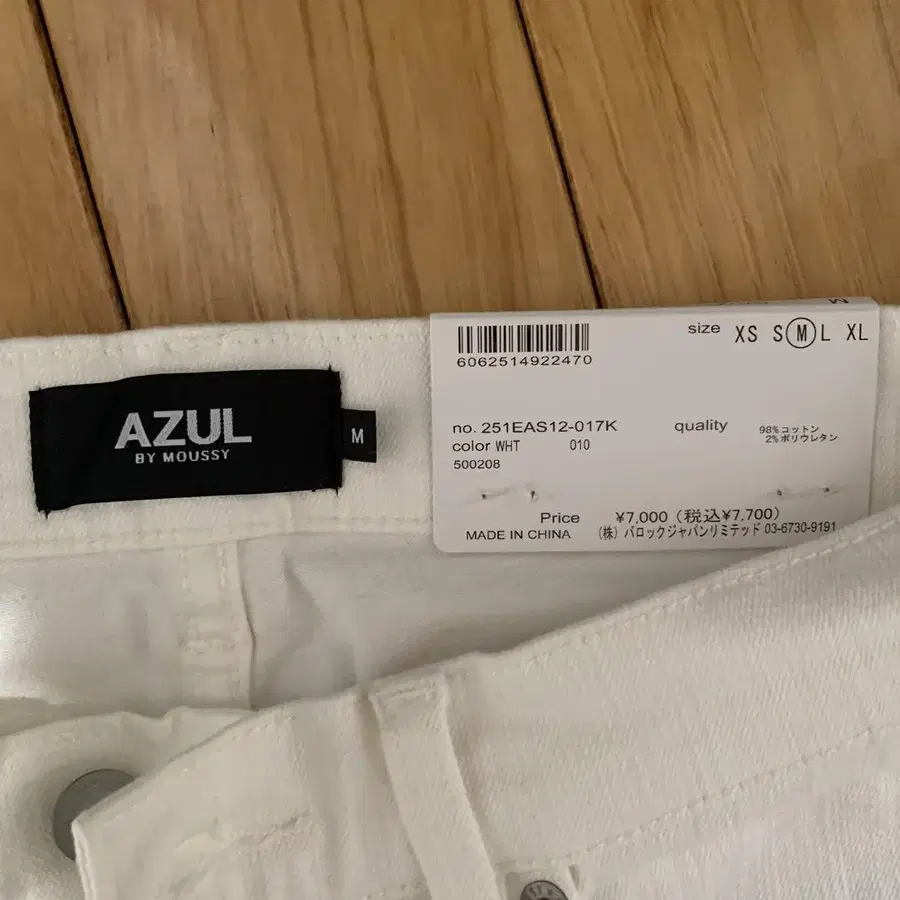 AZUL
BY MOUSSY
M
6062514922470
size XS S M L XL
no. 251EAS12-017K
color WHT 010
500208
quality 98%コットン
2%ポリウレタン
Price ¥7,000(税込¥7,700)
MADE IN CHINA (株) バロックジャパンリミテッド 03-6730-9191